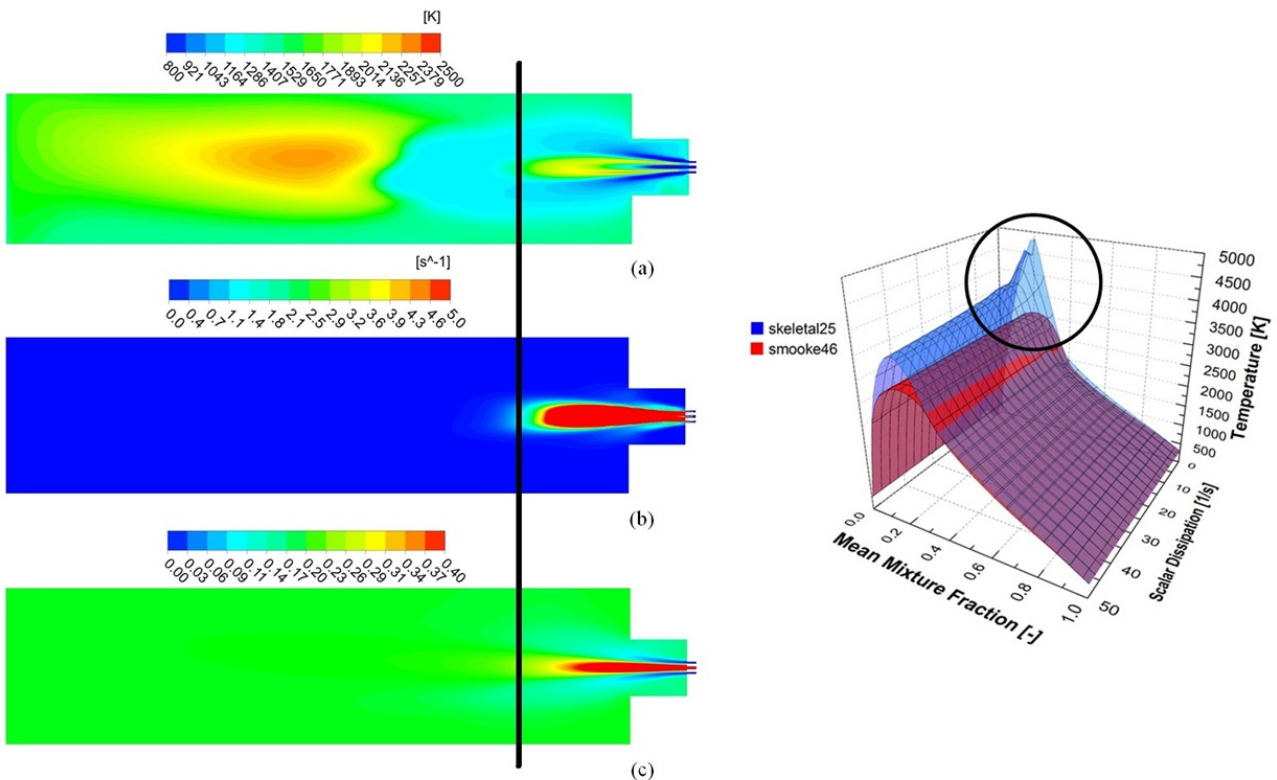 [K]
800 921 1043 1164 1286 1407 1529 1650 1771 1893 2014 2136 2257 2379 2500
(a)
[s^-1]
0.0 0.4 0.7 1.1 1.4 1.8 2.1 2.5 2.9 3.2 3.6 3.9 4.3 4.6 5.0
(b)
0.00 0.03 0.06 0.09 0.11 0.14 0.17 0.20 0.23 0.26 0.29 0.31 0.34 0.37 0.40
(c)
skeletal25
smooke46
5000
4500
4000
3500
3000
2500
2000
1500
1000
500
Temperature [K]
0
10
20
30
40
50
Scalar Dissipation [1/s]
0.0 0.2 0.4 0.6 0.8 1.0
Mean Mixture Fraction [-]